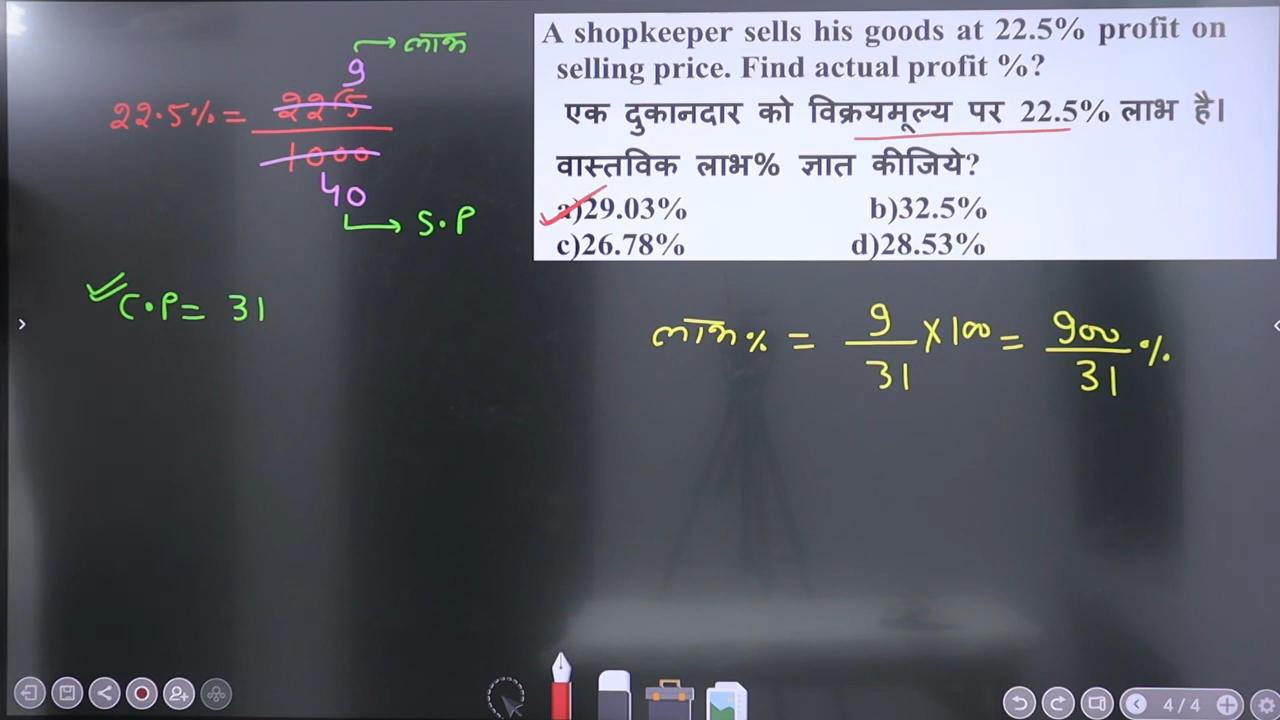 A shopkeeper sells his goods at 22.5% profit on
selling price. Find actual profit %?
एक दुकानदार को विक्रयमूल्य पर 22.5% लाभ है।
वास्तविक लाभ% ज्ञात कीजिये?
a)29.03% b)32.5%
c)26.78% d)28.53%
लाभ
9
22.5% = 225
1000
40
S.P
C.P = 31
लाभ% = 9/31 × 100 = 900/31 %
4 / 4